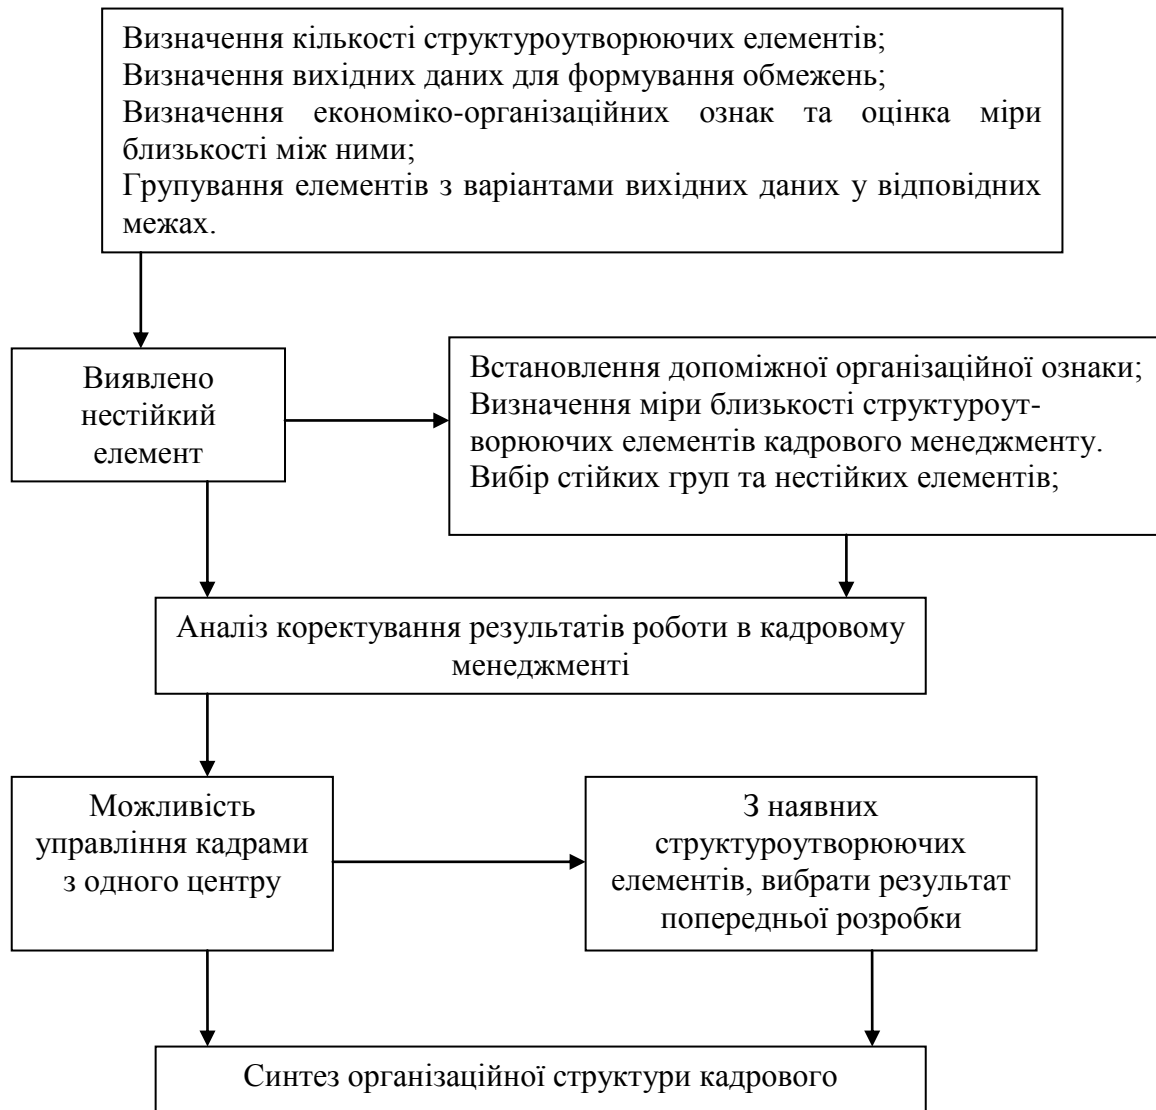 Визначення кількості структуроутворюючих елементів;
Визначення вихідних даних для формування обмежень;
Визначення економіко-організаційних ознак та оцінка міри
близькості між ними;
Групування елементів з варіантами вихідних даних у відповідних
межах.
Виявлено
нестійкий
елемент
Встановлення допоміжної організаційної ознаки;
Визначення міри близькості структуроут-
ворюючих елементів кадрового менеджменту.
Вибір стійких груп та нестійких елементів;
Аналіз коректування результатів роботи в кадровому
менеджменті
Можливість
управління кадрами
з одного центру
З наявних
структуроутворюючих
елементів, вибрати результат
попередньої розробки
Синтез організаційної структури кадрового